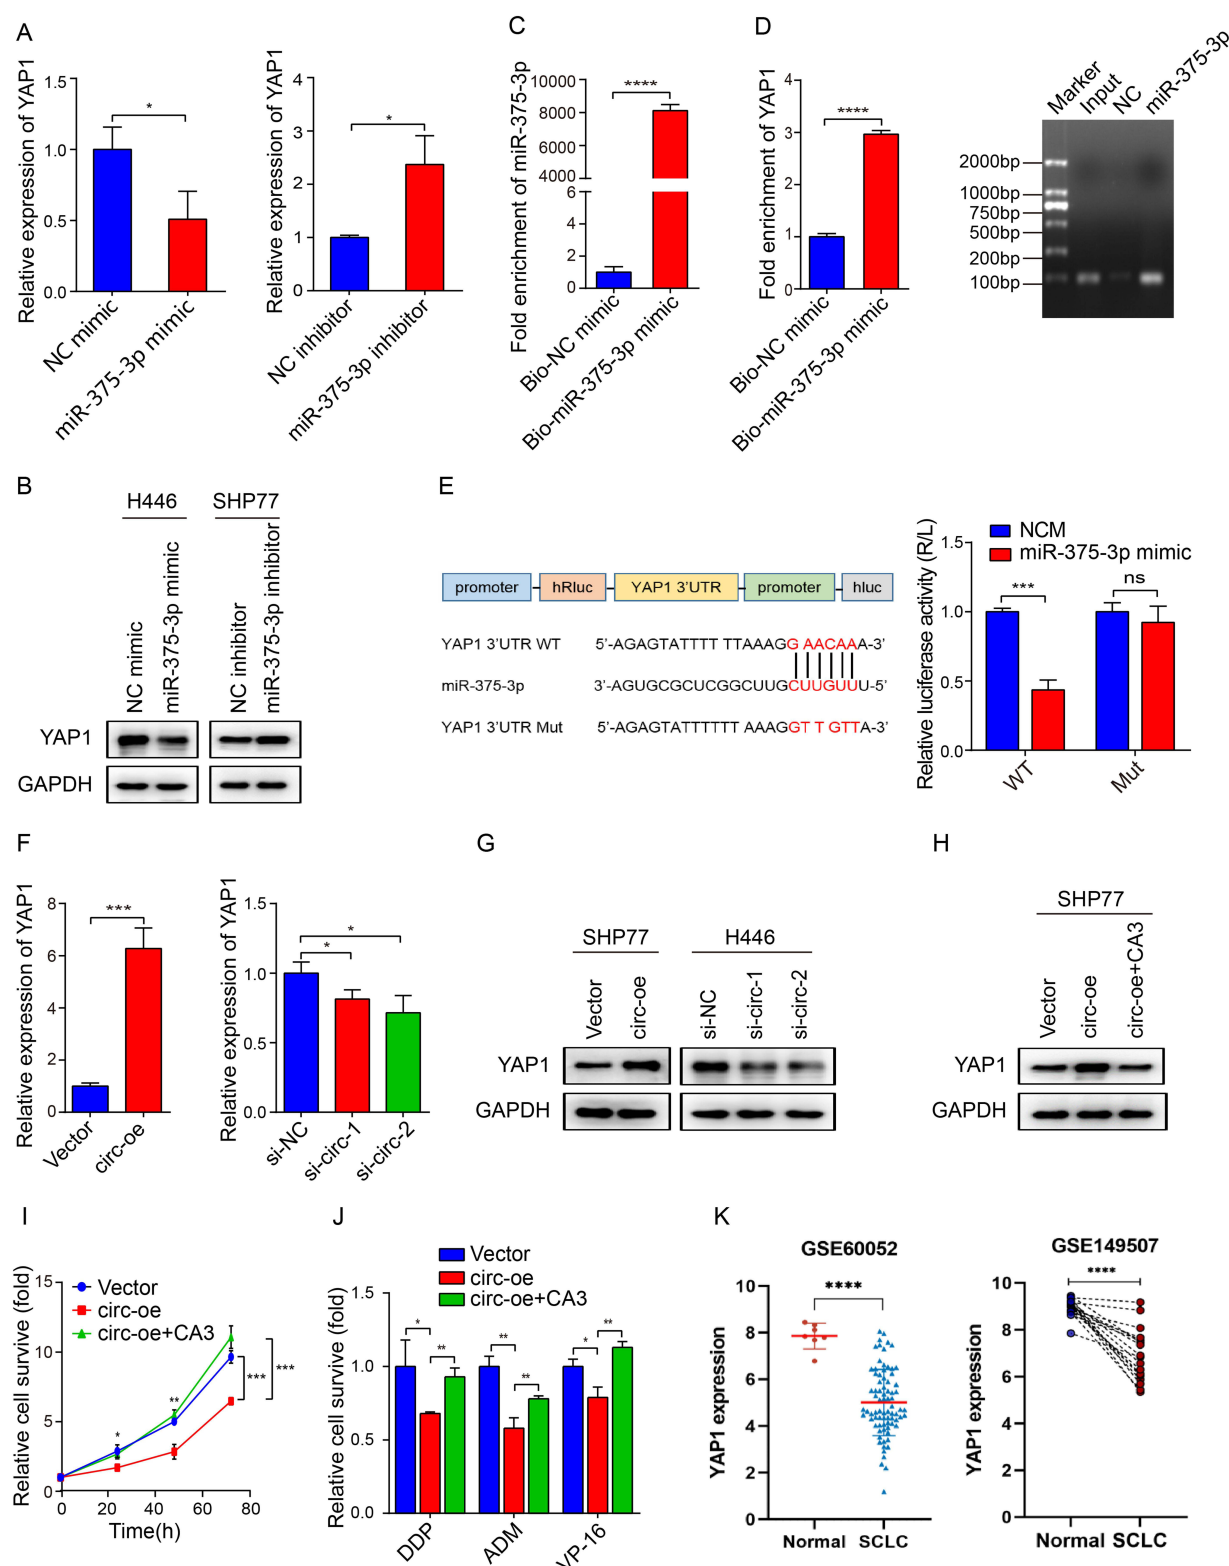 A
Relative expression of YAP1
1.5
1.0
0.5
0.0
*
NC mimic
miR-375-3p mimic
Relative expression of YAP1
4
3
2
1
0
*
NC inhibitor
miR-375-3p inhibitor
C
Fold enrichment of miR-375-3p
10000
8000
6000
4000
6
4
2
0
****
Bio-NC mimic
Bio-miR-375-3p mimic
D
Fold enrichment of YAP1
4
3
2
1
0
****
Bio-NC mimic
Bio-miR-375-3p mimic
Marker
Input
NC
miR-375-3p
2000bp
1000bp
750bp
500bp
200bp
100bp
B
H446
SHP77
NC mimic
miR-375-3p mimic
NC inhibitor
miR-375-3p inhibitor
YAP1
GAPDH
E
promoter
hRluc
YAP1 3’UTR
promoter
hluc
YAP1 3’UTR WT 5’-AGAGTATTTTT TTAAAGG AACAAA-3’
miR-375-3p 3’-AGUGCGCUCGGCUUGCUUGUUU-5’
YAP1 3’UTR Mut 5’-AGAGTATTTTTT AAAGGGT T GTTA-3’
Relative luciferase activity (R/L)
NCM
miR-375-3p mimic
1.5
1.0
0.5
0.0
***
ns
WT
Mut
F
Relative expression of YAP1
8
6
4
2
0
***
Vector
circ-oe
Relative expression of YAP1
1.5
1.0
0.5
0.0
*
*
si-NC
si-circ-1
si-circ-2
G
SHP77
H446
Vector
circ-oe
si-NC
si-circ-1
si-circ-2
YAP1
GAPDH
H
SHP77
Vector
circ-oe
circ-oe+CA3
YAP1
GAPDH
I
Relative cell survive (fold)
15
10
5
0
Vector
circ-oe
circ-oe+CA3
*
**
***
***
0 20 40 60 80
Time(h)
J
Vector
circ-oe
circ-oe+CA3
Relative cell survive (fold)
1.5
1.0
0.5
0.0
*
**
**
**
*
**
DDP
ADM
VP-16
K
GSE60052
YAP1 expression
10
8
6
4
2
0
****
Normal SCLC
GSE149507
YAP1 expression
10
8
6
4
2
0
****
Normal SCLC